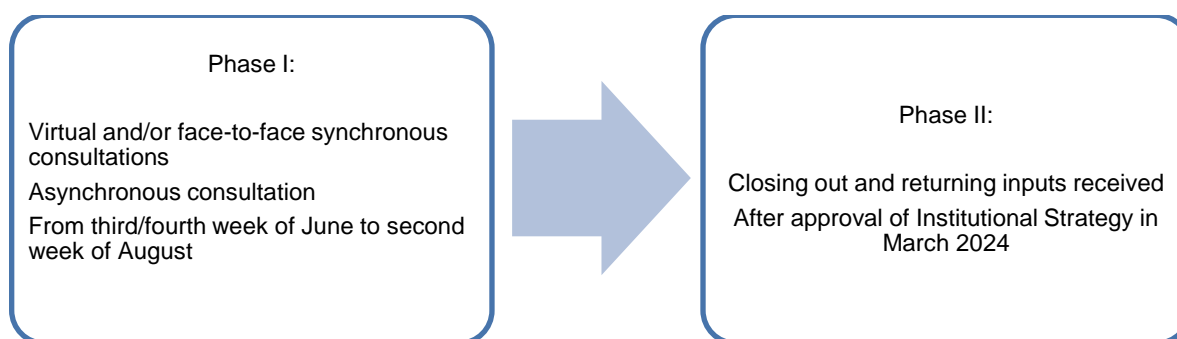 Phase I:
Virtual and/or face-to-face synchronous
consultations
Asynchronous consultation
From third/fourth week of June to second
week of August
Phase II:
Closing out and returning inputs received
After approval of Institutional Strategy in
March 2024